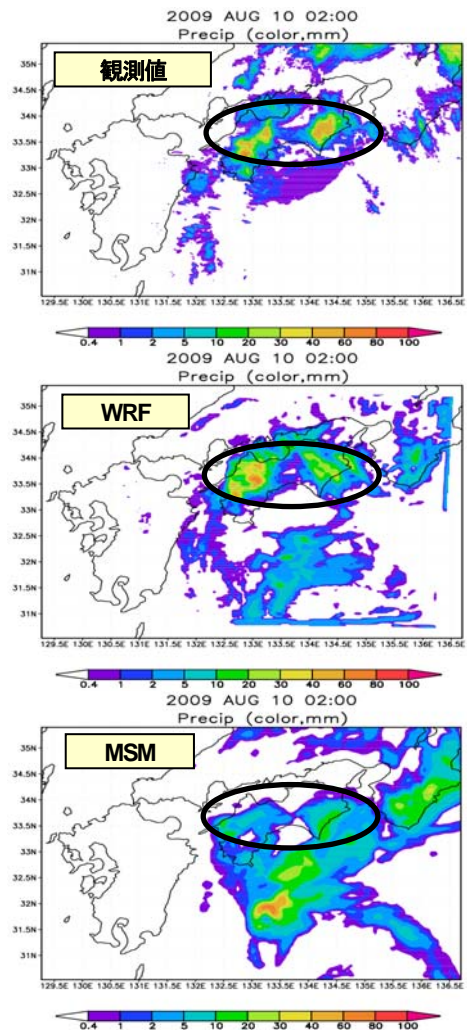 2009 AUG 10 02:00
Precip (color,mm)
観測値
35N
34.5N
34N
33.5N
33N
32.5N
32N
31.5N
31N
129.5E 130E 130.5E 131E 131.5E 132E 132.5E 133E 133.5E 134E 134.5E 135E 135.5E 136E 136.5E
0.4 1 2 5 10 20 30 40 60 80 100
2009 AUG 10 02:00
Precip (color,mm)
WRF
35N
34.5N
34N
33.5N
33N
32.5N
32N
31.5N
31N
129.5E 130E 130.5E 131E 131.5E 132E 132.5E 133E 133.5E 134E 134.5E 135E 135.5E 136E 136.5E
0.4 1 2 5 10 20 30 40 60 80 100
2009 AUG 10 02:00
Precip (color,mm)
MSM
35N
34.5N
34N
33.5N
33N
32.5N
32N
31.5N
31N
129.5E 130E 130.5E 131E 131.5E 132E 132.5E 133E 133.5E 134E 134.5E 135E 135.5E 136E 136.5E
0.4 1 2 5 10 20 30 40 60 80 100